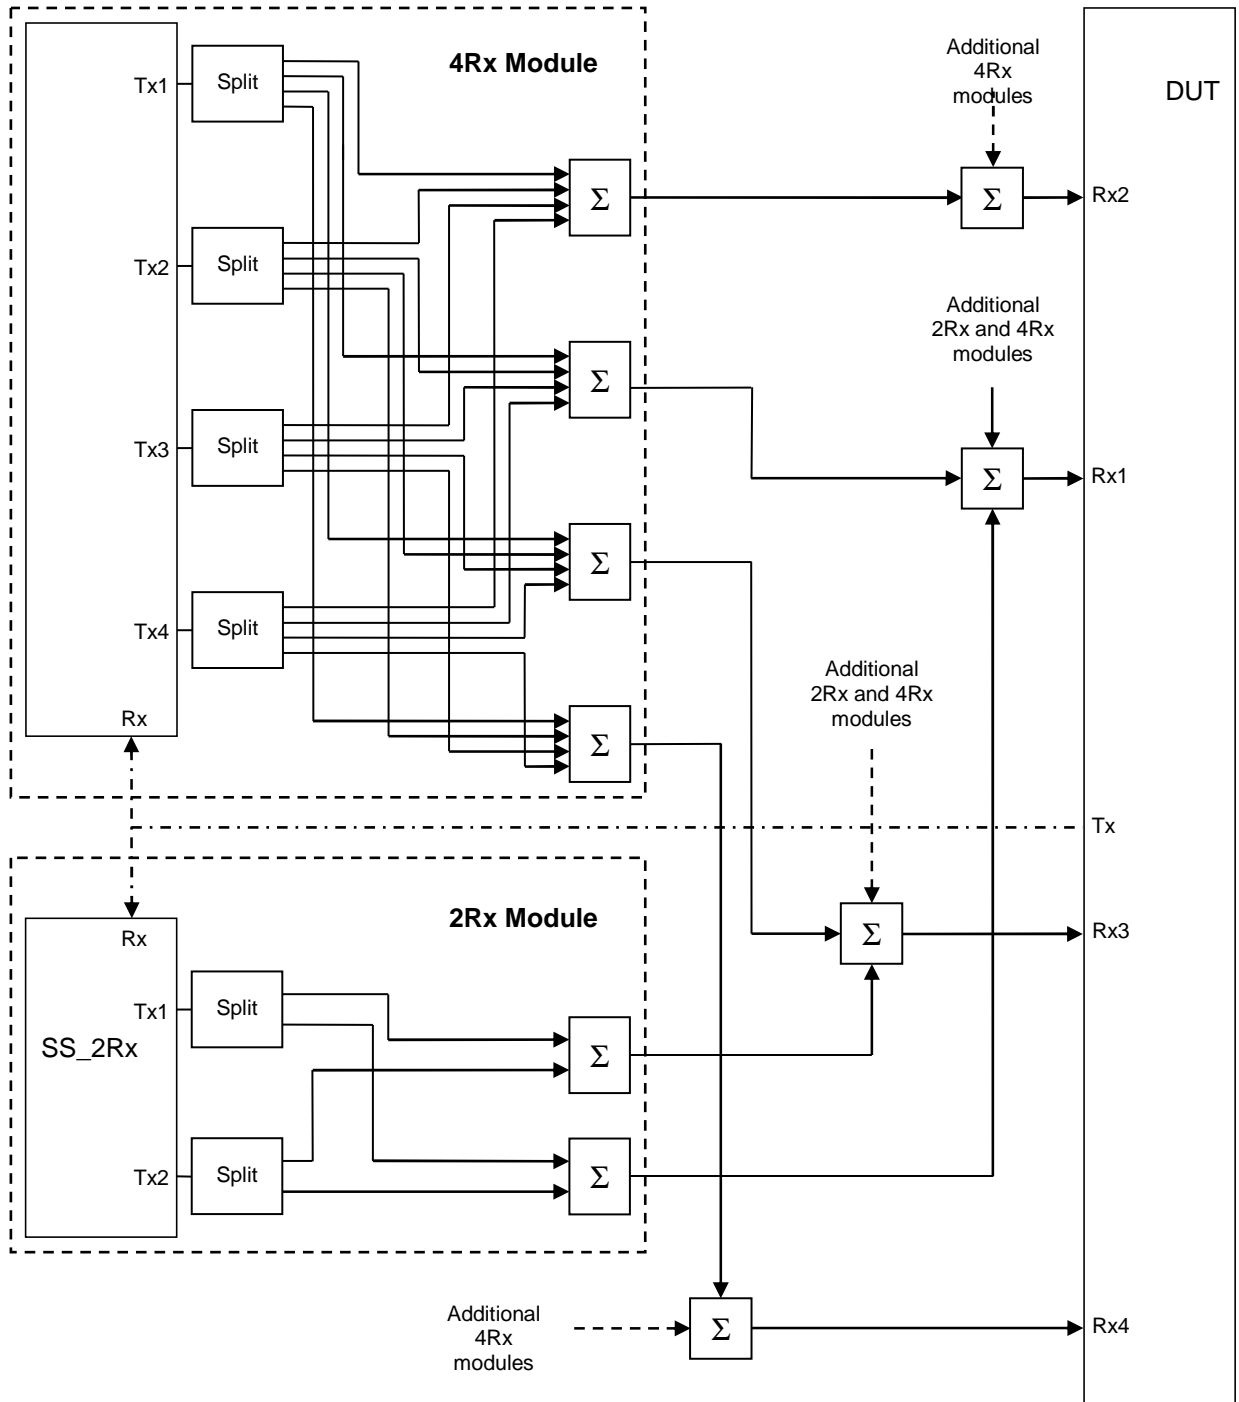 4Rx Module
Tx1
Split
Tx2
Split
Tx3
Split
Tx4
Split
Rx
Σ
Σ
Σ
Σ
Additional
4Rx
modules
Σ
Rx2
DUT
Additional
2Rx and 4Rx
modules
Σ
Rx1
Additional
2Rx and 4Rx
modules
Tx
Σ
Rx3
2Rx Module
Rx
SS_2Rx
Tx1
Split
Tx2
Split
Σ
Σ
Additional
4Rx
modules
Σ
Rx4